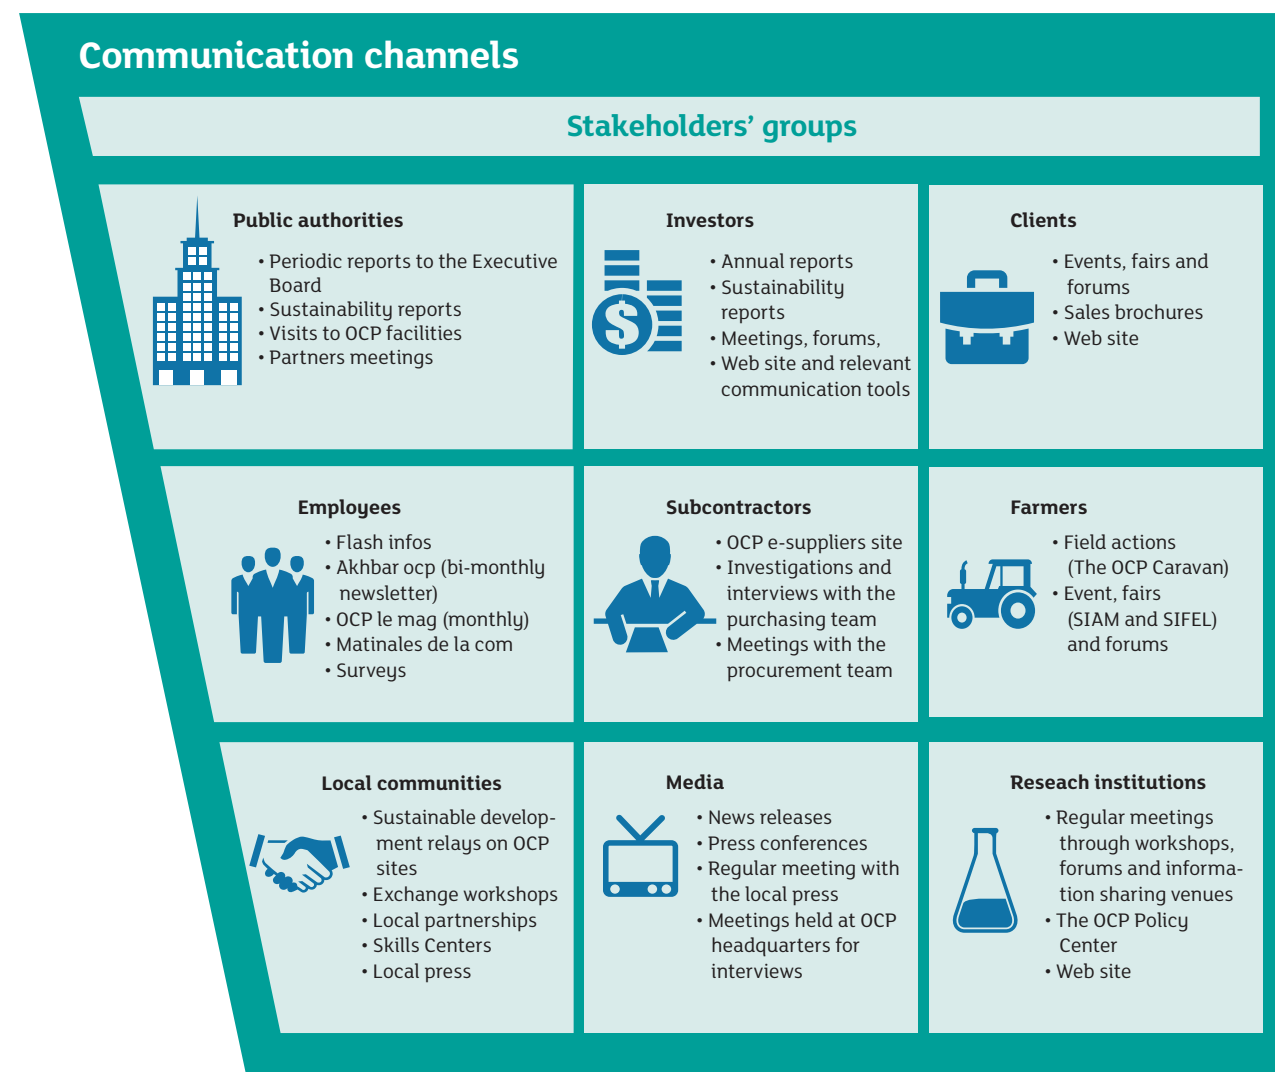 Communication channels
Stakeholders' groups
Public authorities
• Periodic reports to the Executive
Board
• Sustainability reports
• Visits to OCP facilities
• Partners meetings
Investors
• Annual reports
• Sustainability
reports
• Meetings, forums,
• Web site and relevant
communication tools
$
Clients
• Events, fairs and
forums
• Sales brochures
• Web site
Employees
• Flash infos
• Akhbar ocp (bi-monthly
newsletter)
• OCP le mag (monthly)
• Matinales de la com
• Surveys
Subcontractors
• OCP e-suppliers site
• Investigations and
interviews with the
purchasing team
• Meetings with the
procurement team
Farmers
• Field actions
(The OCP Caravan)
• Event, fairs
(SIAM and SIFEL)
and forums
Local communities
• Sustainable develop-
ment relays on OCP
sites
• Exchange workshops
• Local partnerships
• Skills Centers
• Local press
Media
• News releases
• Press conferences
• Regular meeting with
the local press
• Meetings held at OCP
headquarters for
interviews
Reseach institutions
• Regular meetings
through workshops,
forums and informa-
tion sharing venues
• The OCP Policy
Center
• Web site